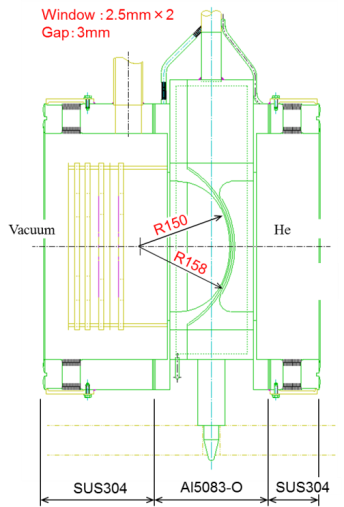 Window : 2.5mm×2
Gap : 3mm
R150
Vacuum
He
R158
SUS304
Al5083-O
SUS304